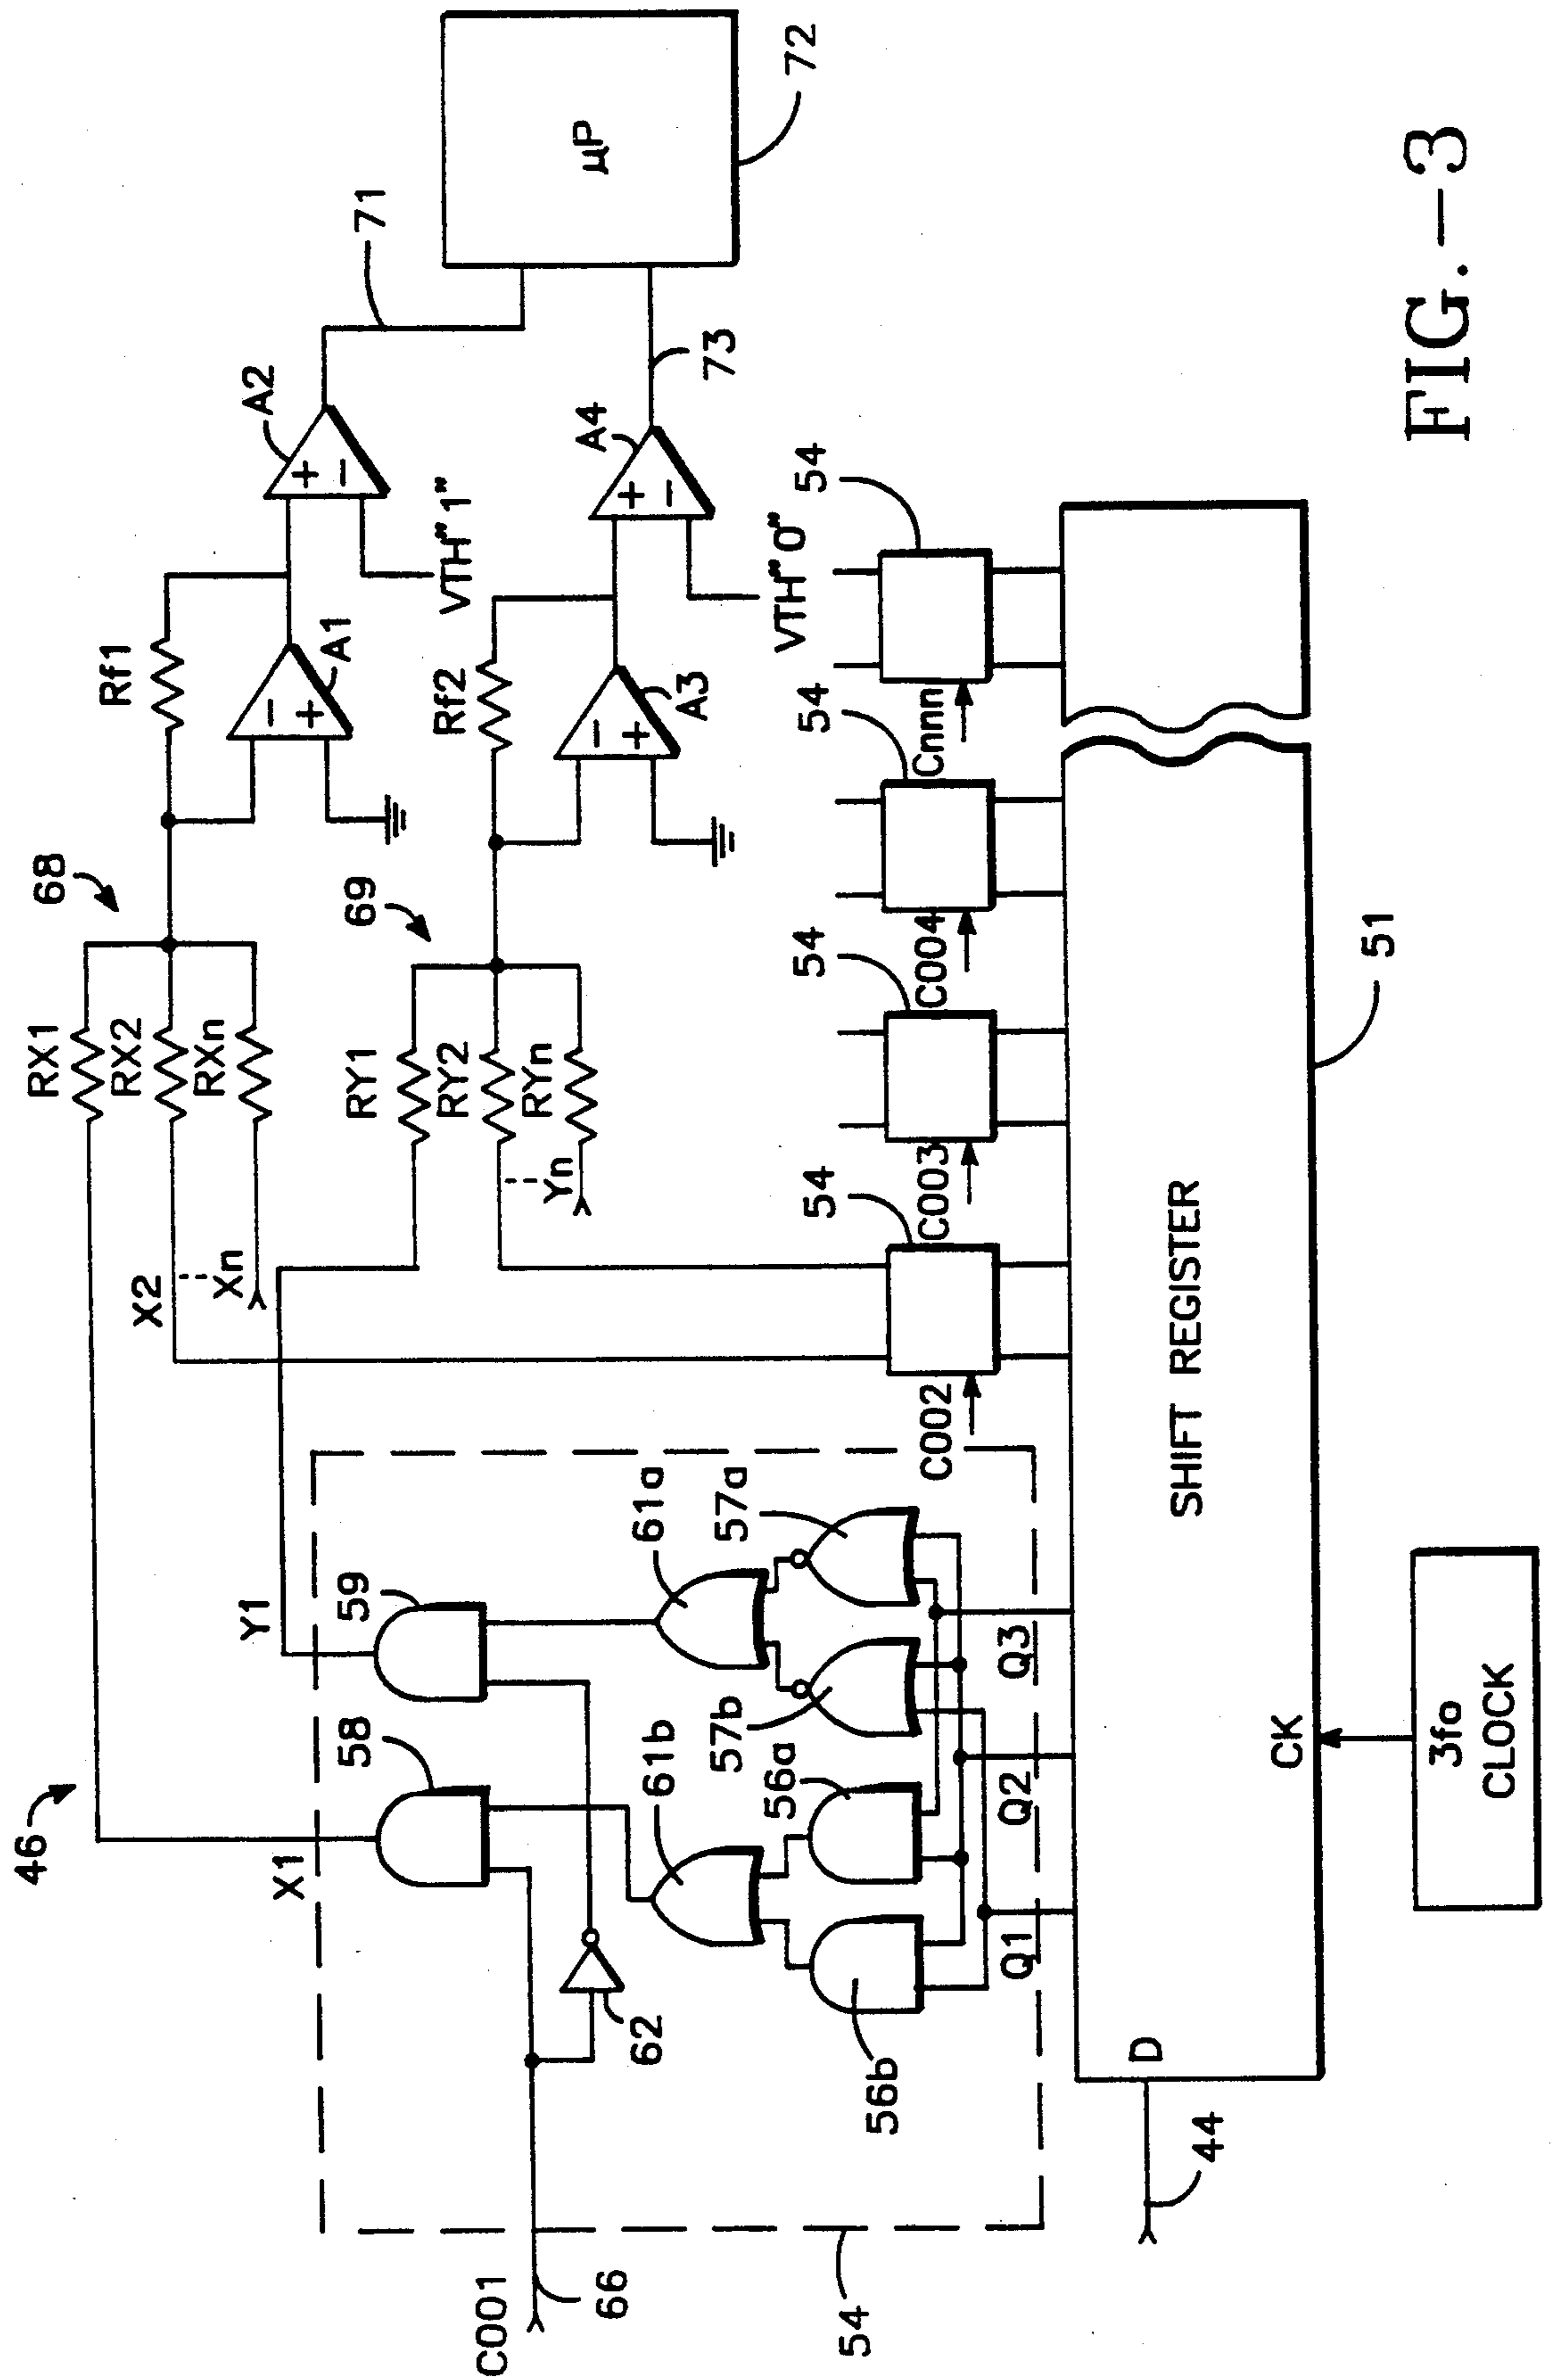 46
68
RX1
RX2
RXn
X2
Xn
Rf1
A1
A2
VTH"1"
71
μP
72
69
RY1
RY2
RYn
Yn
Rf2
A3
A4
VTH"0"
73
X1
Y1
58
59
C001
66
62
61b
61a
56b
56a
57b
57a
54
Q1
Q2
Q3
C002
54
C003
54
C004
54
Cnnn
54
44
D
SHIFT REGISTER
CK
51
3fo
CLOCK
FIG.-3